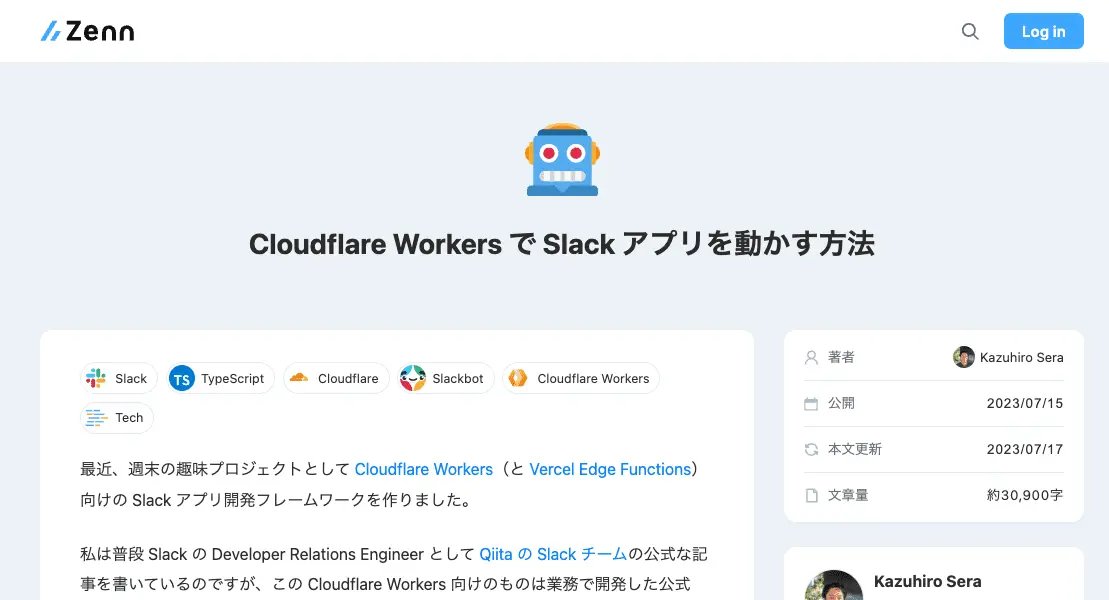 Zenn
Log in
Cloudflare Workers で Slack アプリを動かす方法
Slack
TypeScript
Cloudflare
Slackbot
Cloudflare Workers
Tech
最近、週末の趣味プロジェクトとして Cloudflare Workers（と Vercel Edge Functions）
向けの Slack アプリ開発フレームワークを作りました。
私は普段 Slack の Developer Relations Engineer として Qiita の Slack チームの公式な記
事を書いているのですが、この Cloudflare Workers 向けのものは業務で開発した公式
著者 Kazuhiro Sera
公開 2023/07/15
本文更新 2023/07/17
文章量 約30,900字
Kazuhiro Sera